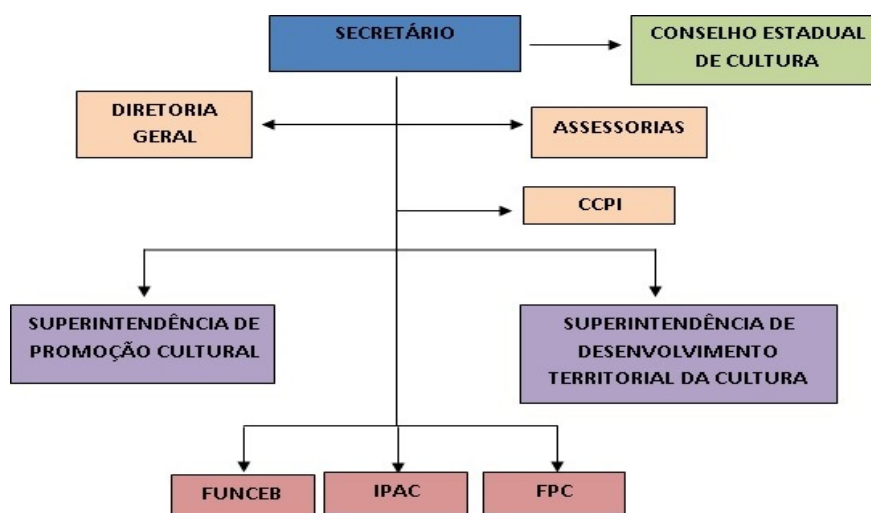 SECRETÁRIO
CONSELHO ESTADUAL
DE CULTURA
DIRETORIA
GERAL
ASSESSORIAS
CCPI
SUPERINTENDÊNCIA DE
PROMOÇÃO CULTURAL
SUPERINTENDÊNCIA DE
DESENVOLVIMENTO
TERRITORIAL DA CULTURA
FUNCEB
IPAC
FPC